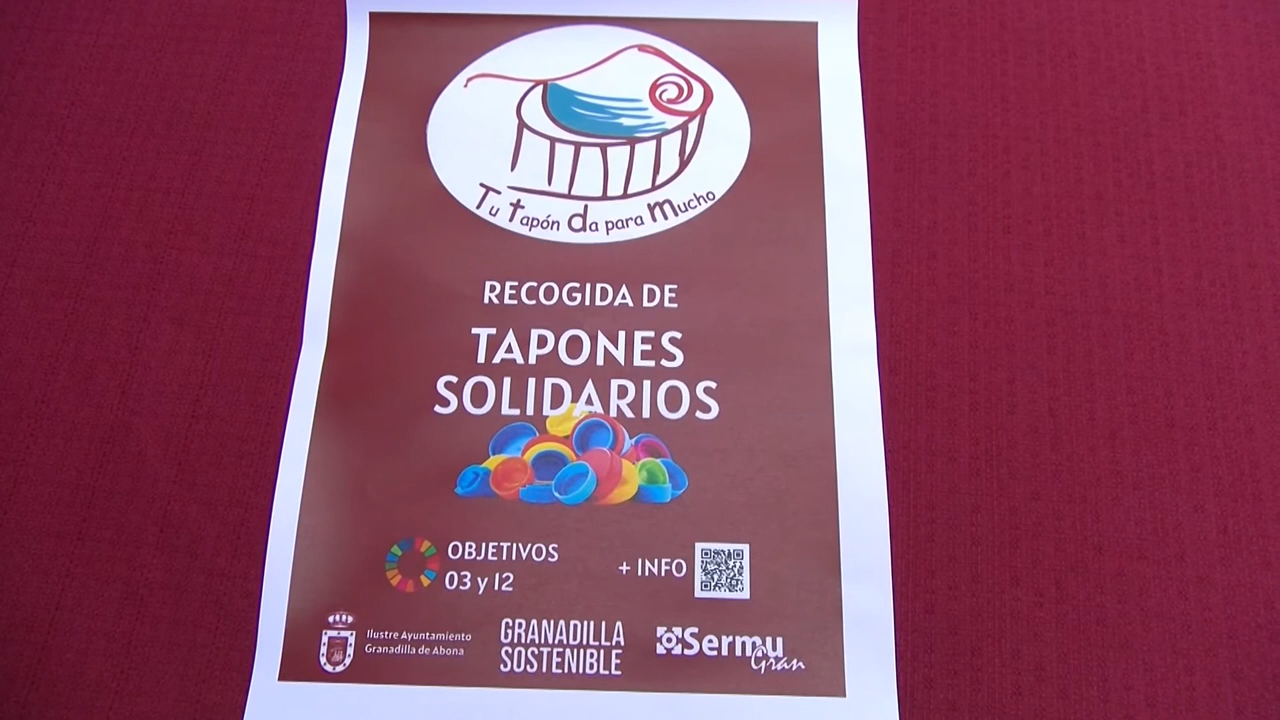 Tu tapón da para mucho
RECOGIDA DE
TAPONES
SOLIDARIOS
OBJETIVOS
03 y 12
+ INFO
Ilustre Ayuntamiento
Granadilla de Abona
GRANADILLA
SOSTENIBLE
Sermu
Gran